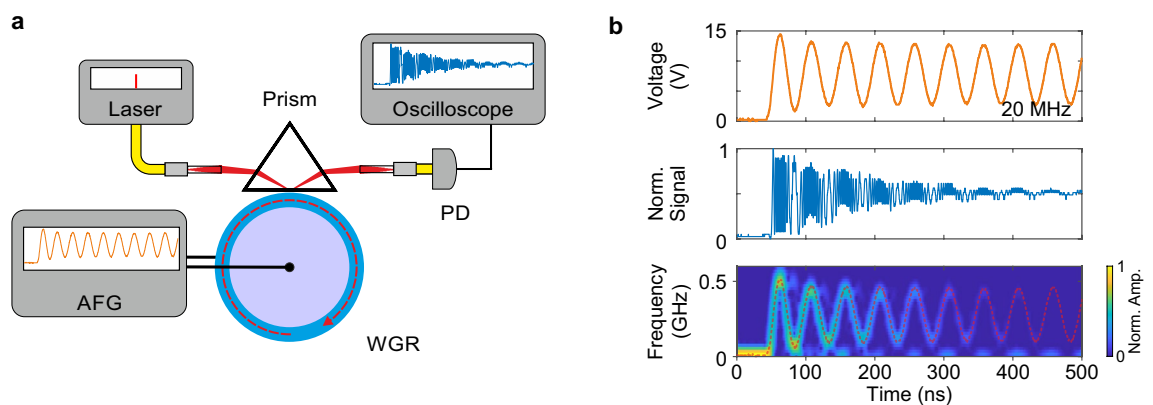 a
Laser
Prism
Oscilloscope
PD
AFG
WGR
b
Voltage
(V)
15
0
20 MHz
Norm.
Signal
1
0
Frequency
(GHz)
0.5
0
0 100 200 300 400 500
Time (ns)
1
0
Norm. Amp.